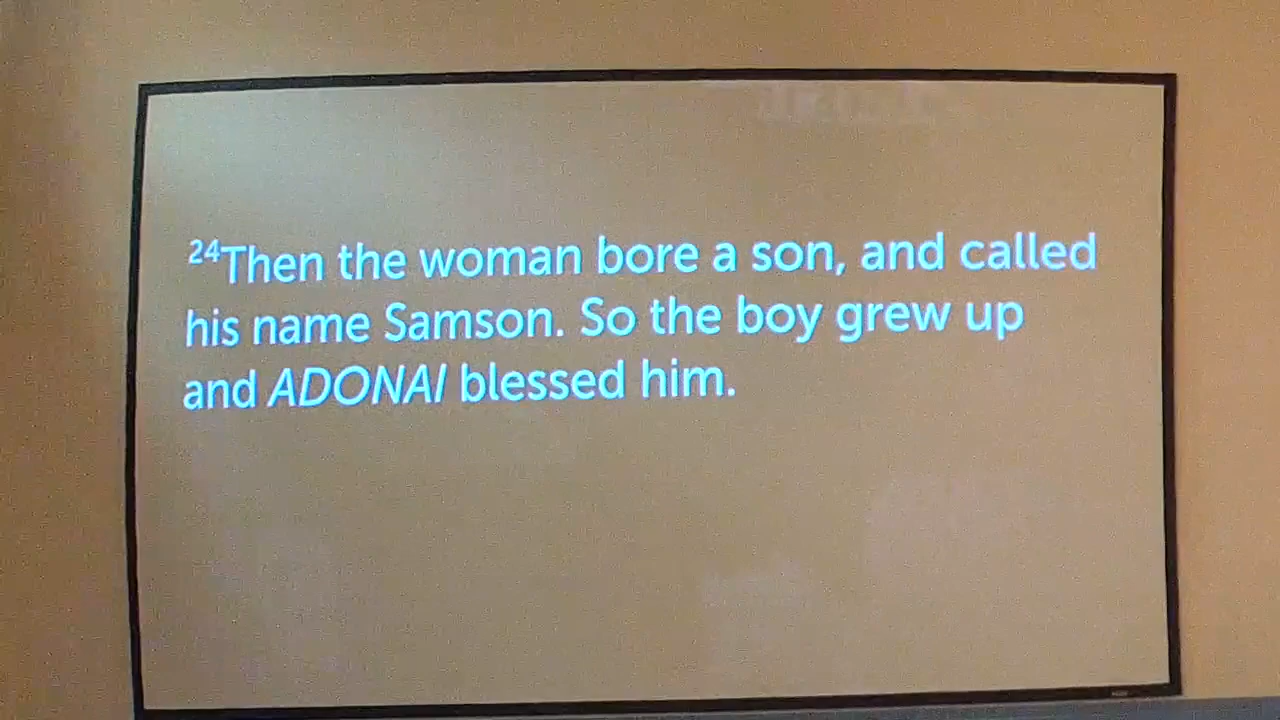 24Then the woman bore a son, and called
his name Samson. So the boy grew up
and ADONAI blessed him.